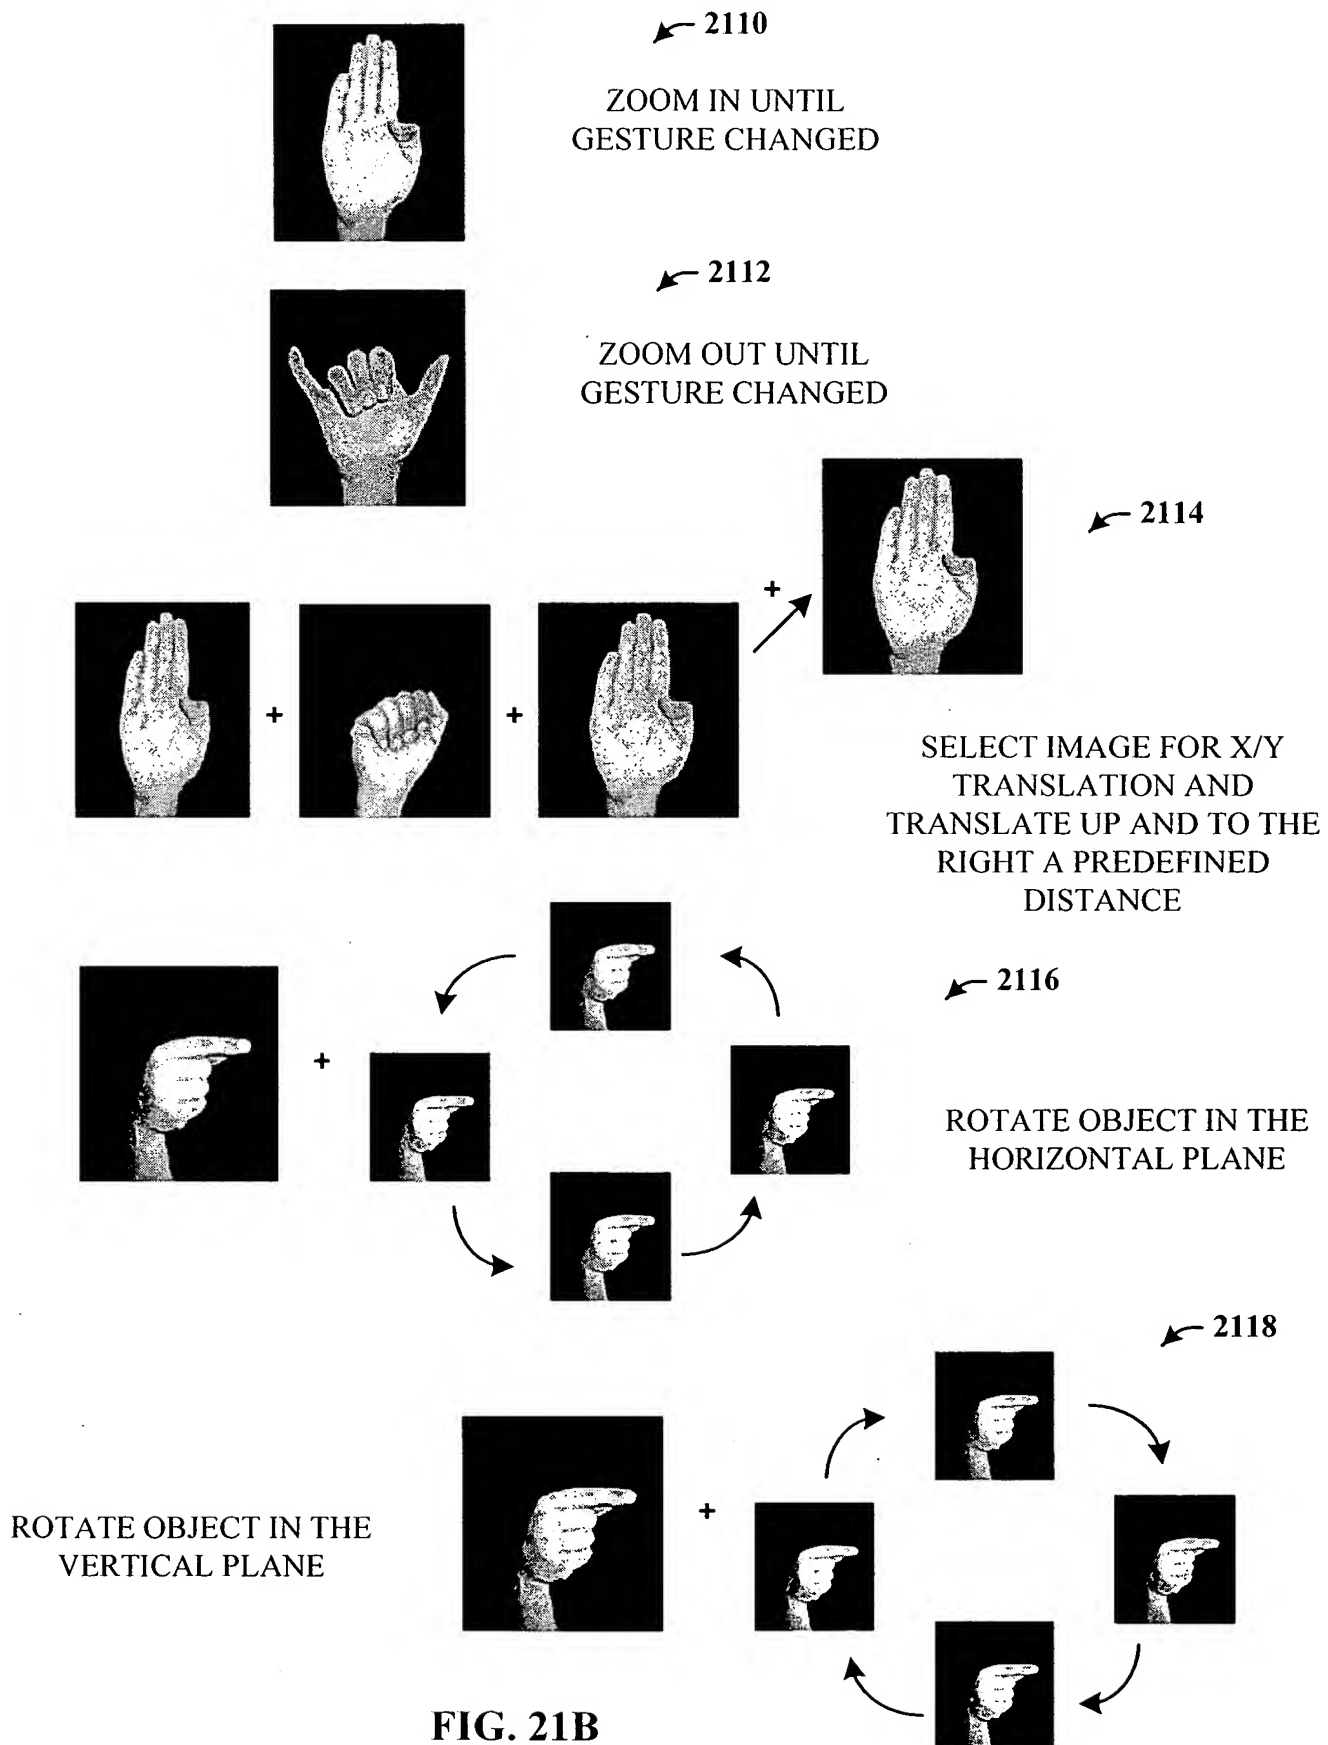 2110
ZOOM IN UNTIL
GESTURE CHANGED
2112
ZOOM OUT UNTIL
GESTURE CHANGED
2114
+
+
+
SELECT IMAGE FOR X/Y
TRANSLATION AND
TRANSLATE UP AND TO THE
RIGHT A PREDEFINED
DISTANCE
2116
+
ROTATE OBJECT IN THE
HORIZONTAL PLANE
2118
+
ROTATE OBJECT IN THE
VERTICAL PLANE
FIG. 21B